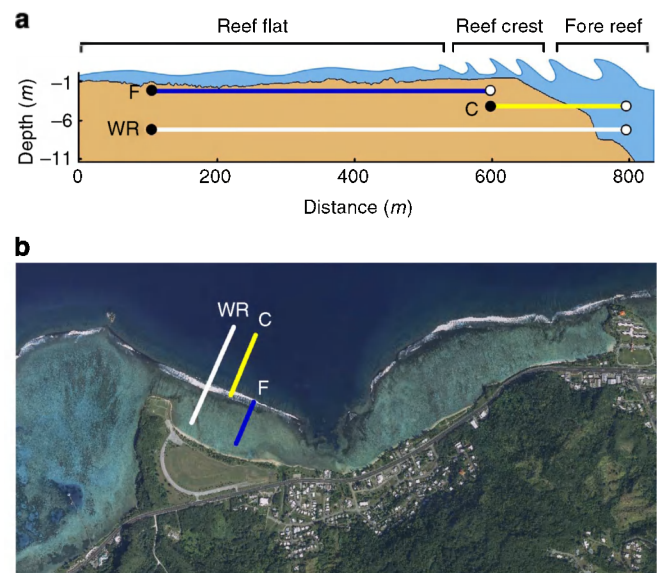 a
Reef flat
Reef crest
Fore reef
Depth (m)
−1
−6
−11
F
C
WR
0
200
400
600
800
Distance (m)
b
WR
C
F